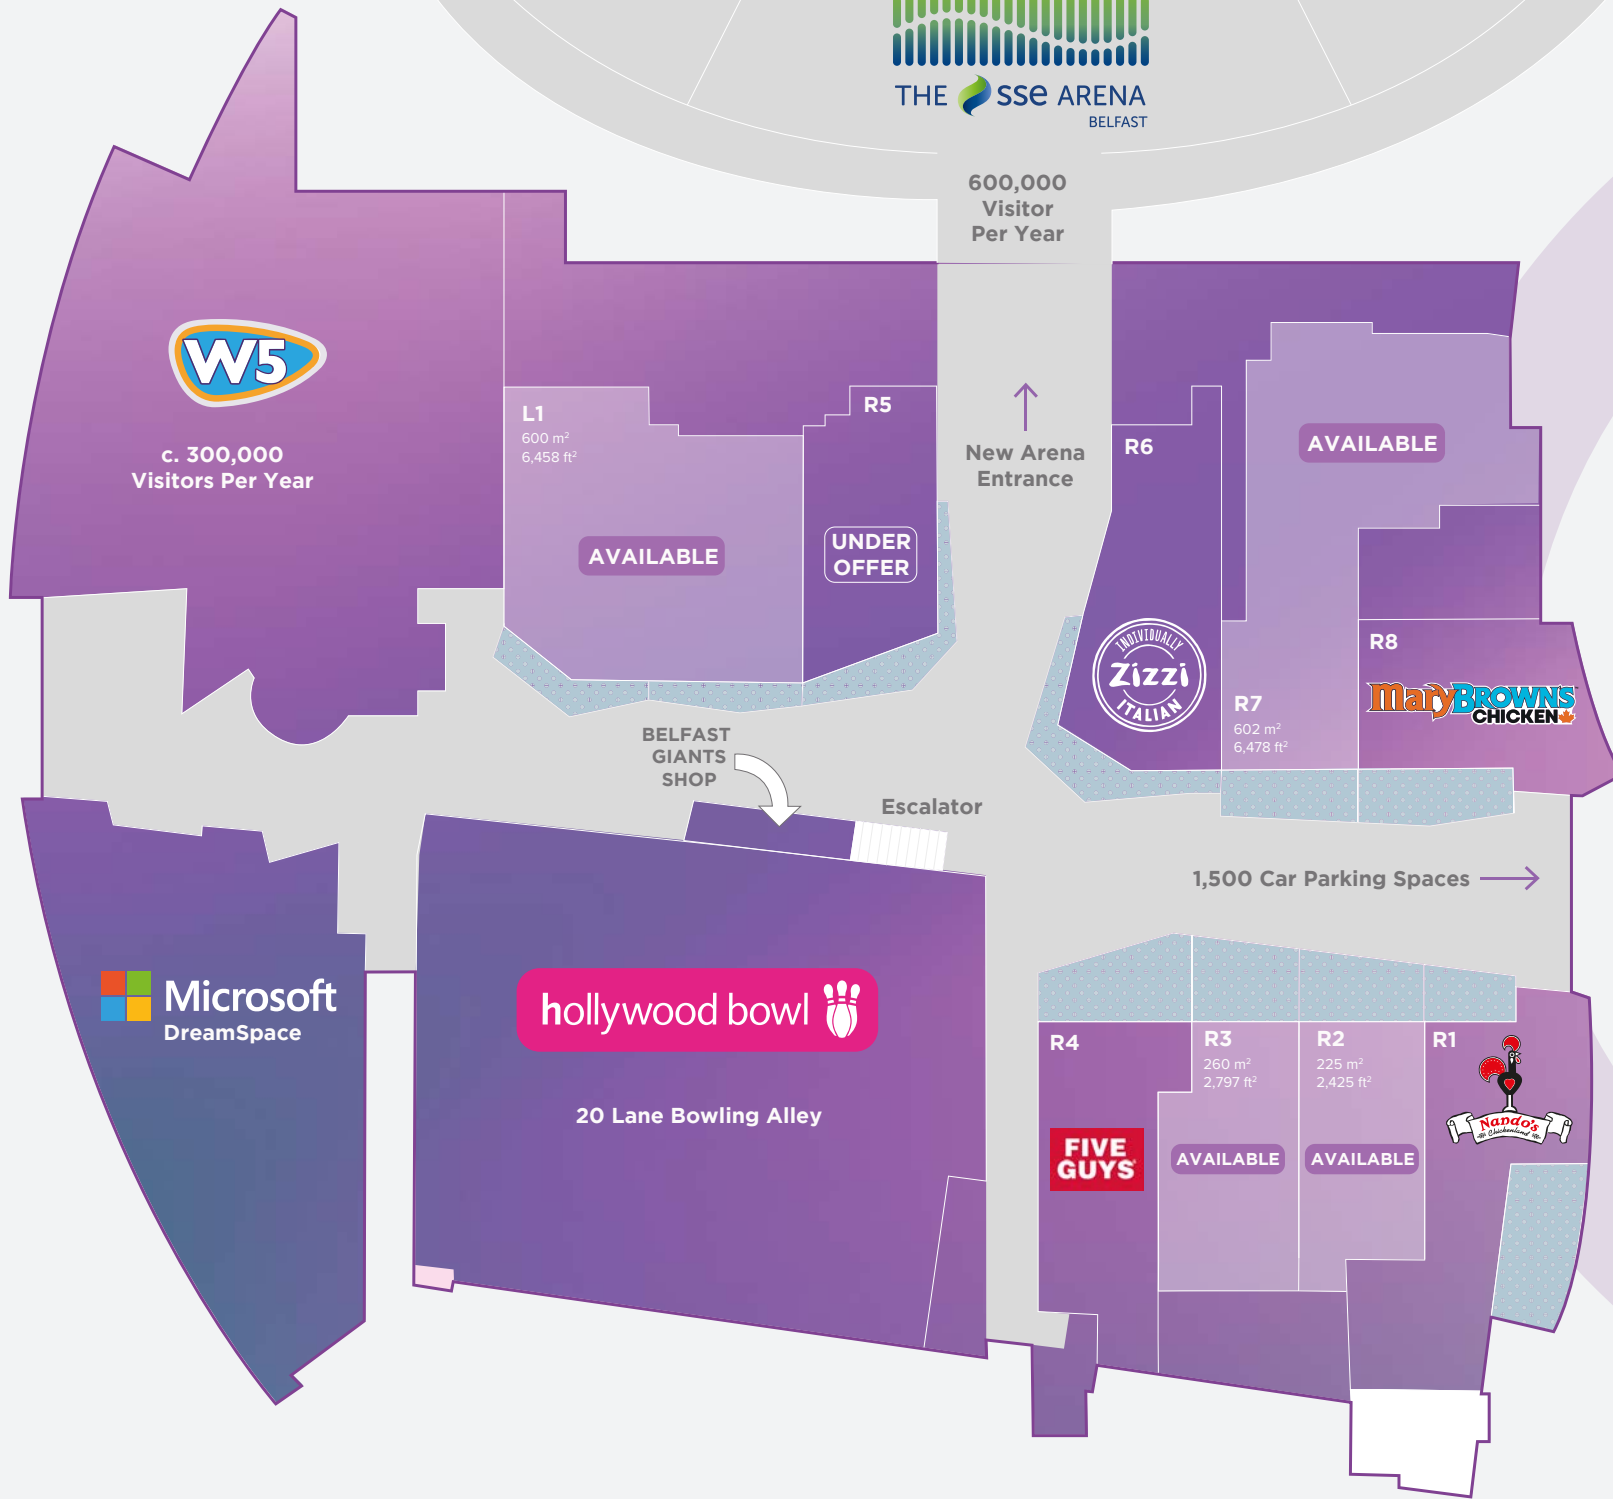 THE sse ARENA
BELFAST
600,000
Visitor
Per Year
W5
c. 300,000
Visitors Per Year
L1
600 m²
6,458 ft²
AVAILABLE
R5
UNDER
OFFER
New Arena
Entrance
R6
INDIVIDUALLY
Zizzi
ITALIAN
AVAILABLE
R7
602 m²
6,478 ft²
R8
MaryBROWN'S
CHICKEN
BELFAST
GIANTS
SHOP
Escalator
1,500 Car Parking Spaces
Microsoft
DreamSpace
hollywood bowl
20 Lane Bowling Alley
R4
FIVE
GUYS
R3
260 m²
2,797 ft²
AVAILABLE
R2
225 m²
2,425 ft²
AVAILABLE
R1
Nando's
Chickenland